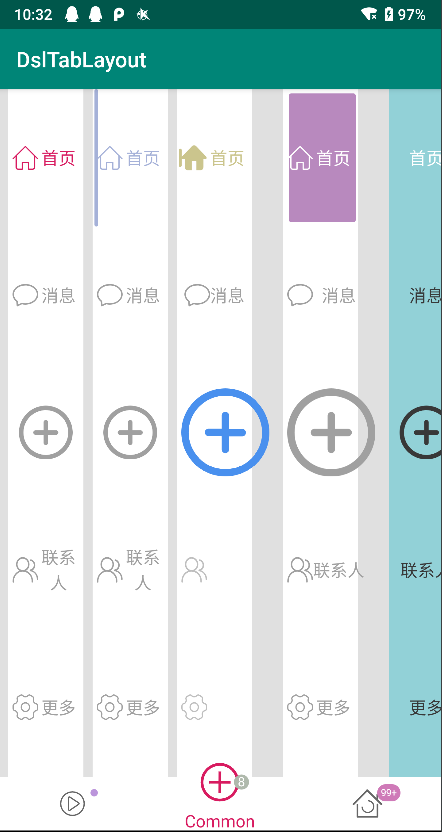 10:32 97%
DslTabLayout
首页 首页 首页 首页 首页
消息 消息 消息 消息 消息
联系人 联系人 联系人 联系人
更多 更多 更多 更多
8 99+
Common